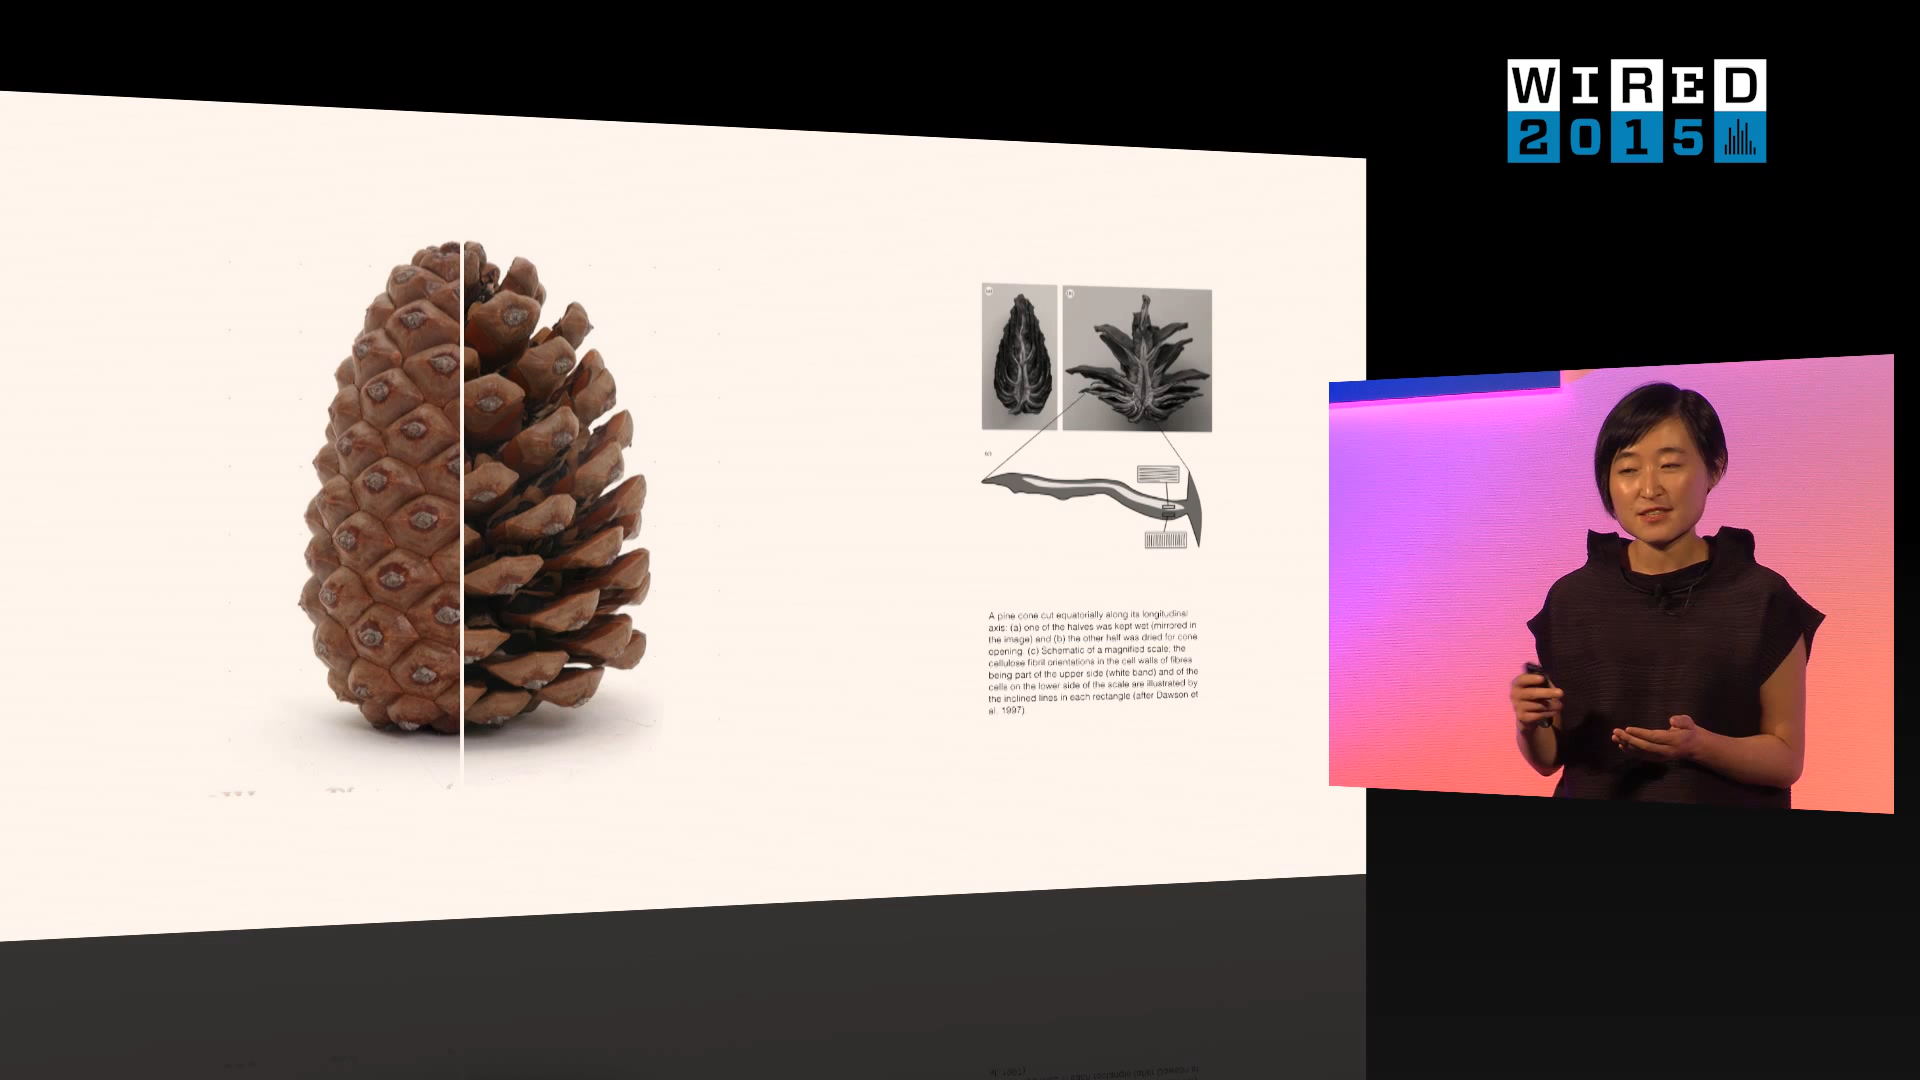 WIRED
2015
(a)
(b)
(c)
A pine cone cut equatorially along its longitudinal
axis: (a) one of the halves was kept wet (mirrored in
the image) and (b) the other half was dried for cone
opening. (c) Schematic of a magnified scale; the
cellulose fibril orientations in the cell walls of fibres
being part of the upper side (white band) and of the
cells on the lower side of the scale are illustrated by
the inclined lines in each rectangle (after Dawson et
al. 1997).